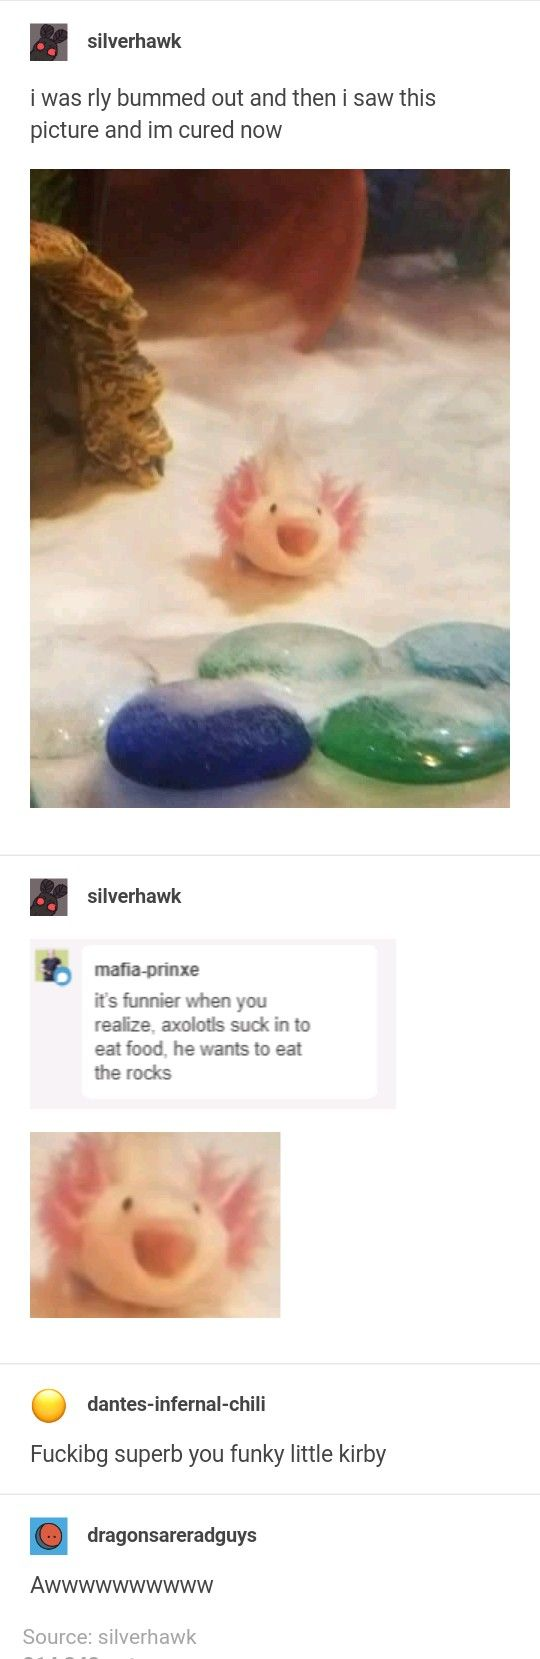 silverhawk
i was rly bummed out and then i saw this
picture and im cured now
silverhawk
mafia-prinxe
it's funnier when you
realize, axolotls suck in to
eat food, he wants to eat
the rocks
dantes-infernal-chili
Fuckibg superb you funky little kirby
dragonsareradguys
Awwwwwwwwww
Source: silverhawk